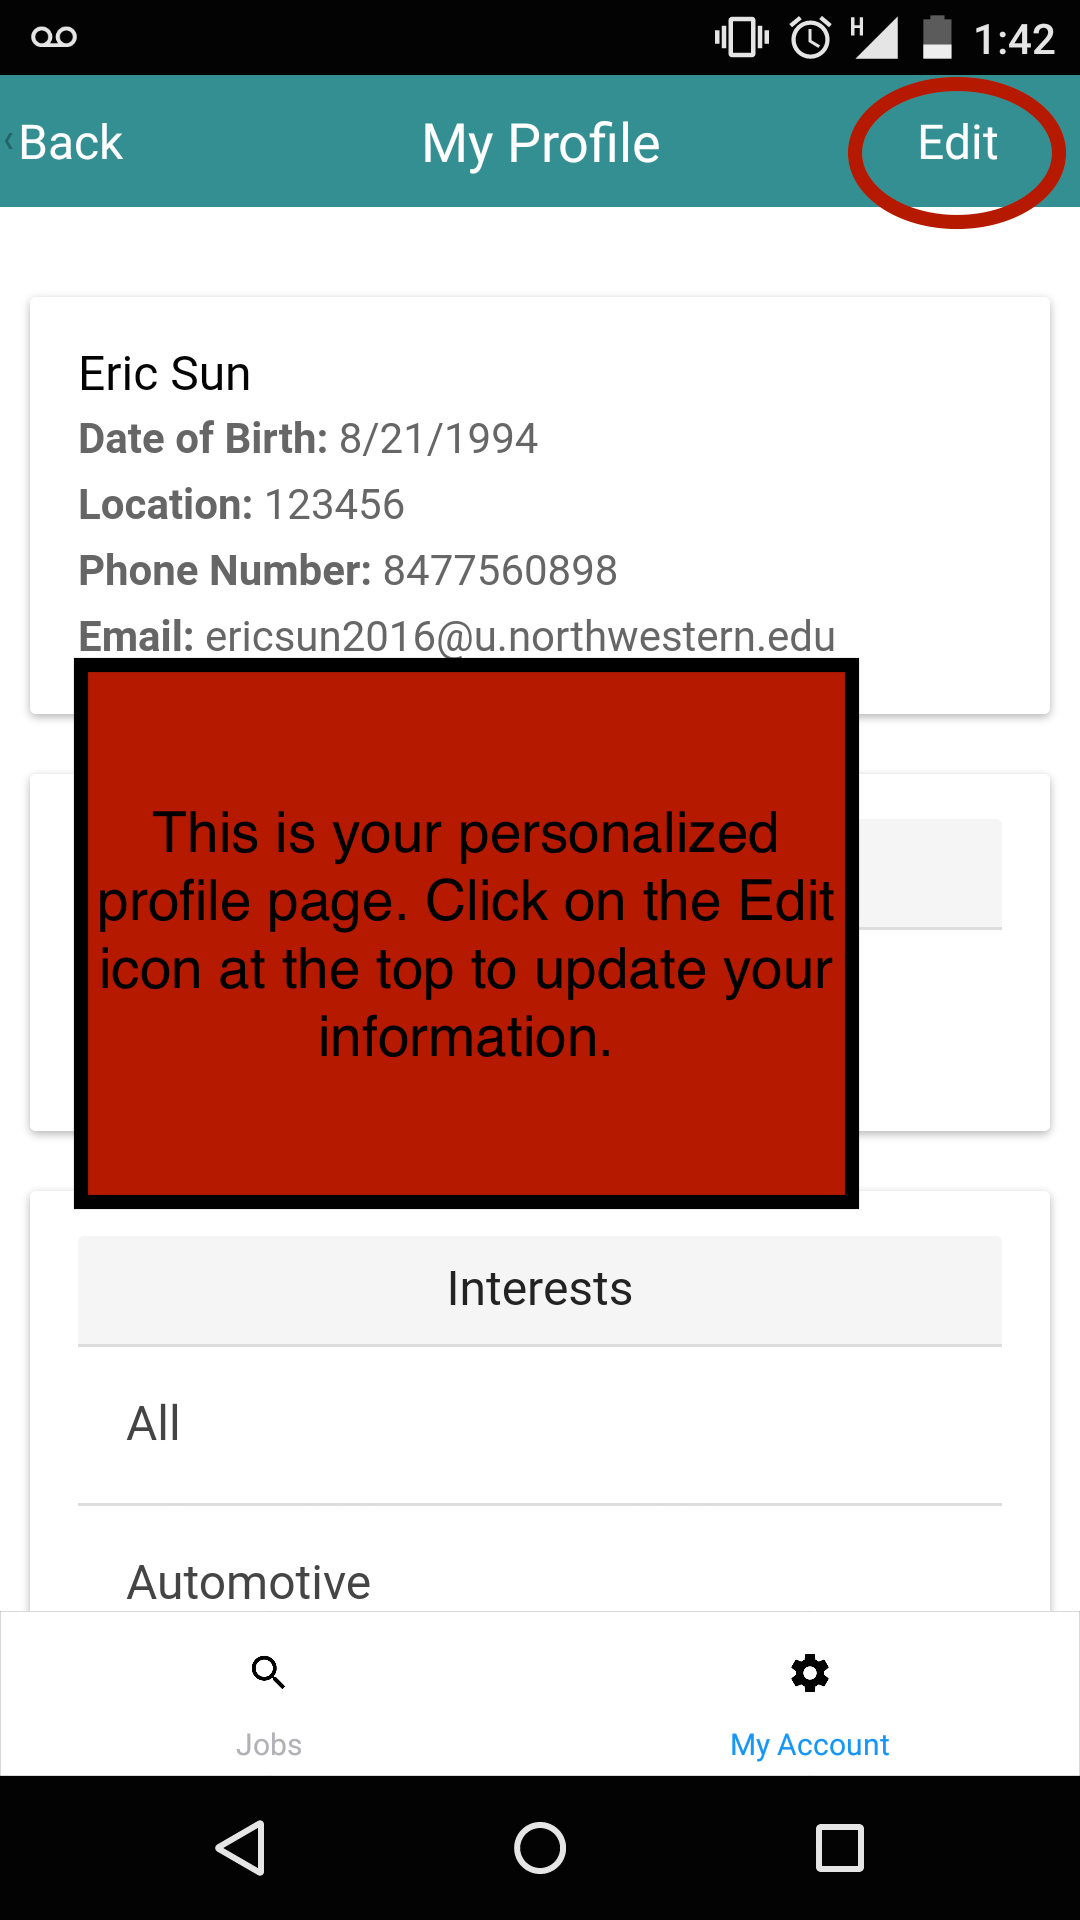 H 1:42
Back My Profile Edit
Eric Sun
Date of Birth: 8/21/1994
Location: 123456
Phone Number: 8477560898
Email: ericsun2016@u.northwestern.edu
This is your personalized
profile page. Click on the Edit
icon at the top to update your
information.
Interests
All
Automotive
Jobs My Account